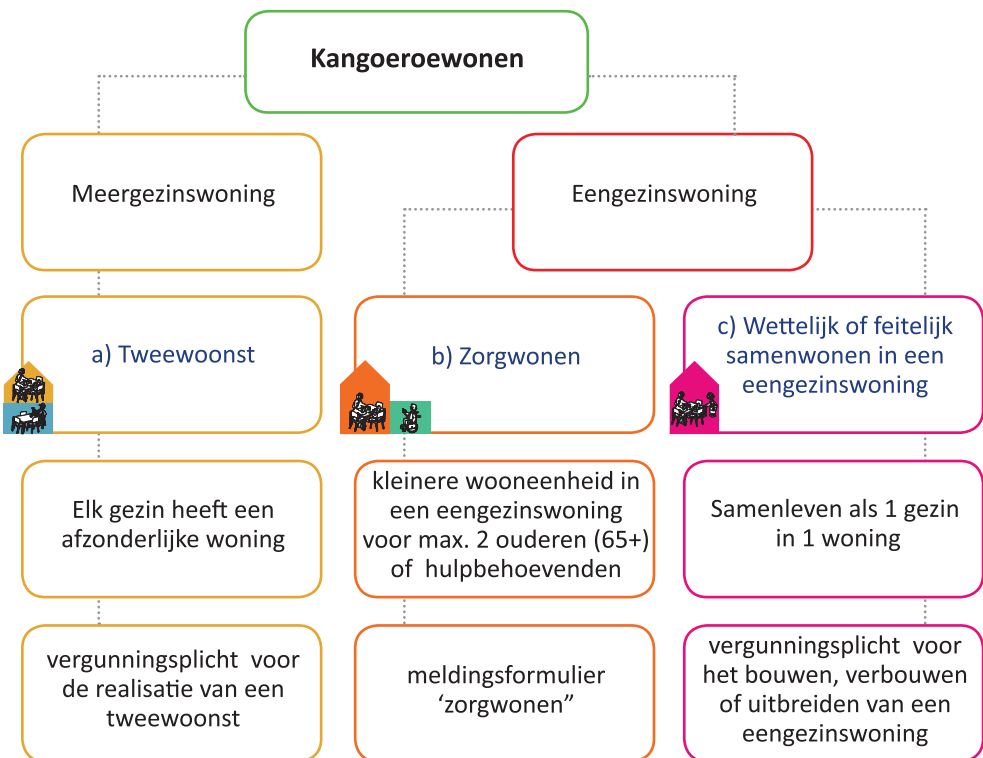 Kangoeroewonen
Meergezinswoning
Eengezinswoning
a) Tweewoonst
b) Zorgwonen
c) Wettelijk of feitelijk
samenwonen in een
eengezinswoning
Elk gezin heeft een
afzonderlijke woning
kleinere wooneenheid in
een eengezinswoning
voor max. 2 ouderen (65+)
of hulpbehoevenden
Samenleven als 1 gezin
in 1 woning
vergunningsplicht voor
de realisatie van een
tweewoonst
meldingsformulier
‘zorgwonen”
vergunningsplicht voor
het bouwen, verbouwen
of uitbreiden van een
eengezinswoning